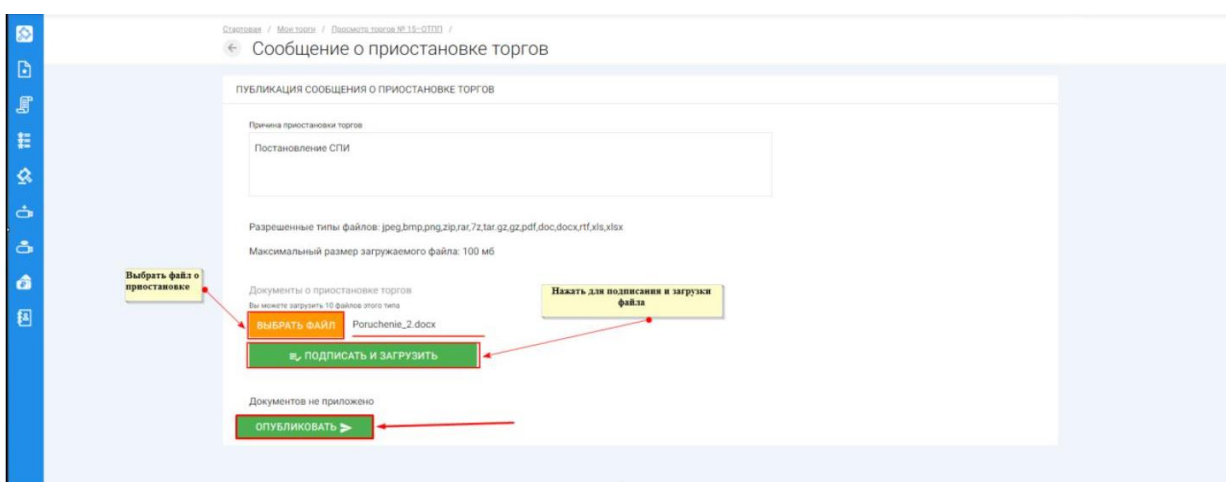 Стартовая / Мои торги / Просмотр торгов № 15-ОТПП /
Сообщение о приостановке торгов
ПУБЛИКАЦИЯ СООБЩЕНИЯ О ПРИОСТАНОВКЕ ТОРГОВ
Причина приостановки торгов
Постановление СПИ
Разрешенные типы файлов: jpeg,bmp,png,zip,rar,7z,tar.gz,gz,pdf,doc,docx,rtf,xls,xlsx
Максимальный размер загружаемого файла: 100 мб
Выбрать файл о
приостановке
Документы о приостановке торгов
Вы можете загрузить 10 файлов этого типа
Нажать для подписания и загрузки
файла
ВЫБРАТЬ ФАЙЛ Poruchenie_2.docx
ПОДПИСАТЬ И ЗАГРУЗИТЬ
Документов не приложено
ОПУБЛИКОВАТЬ